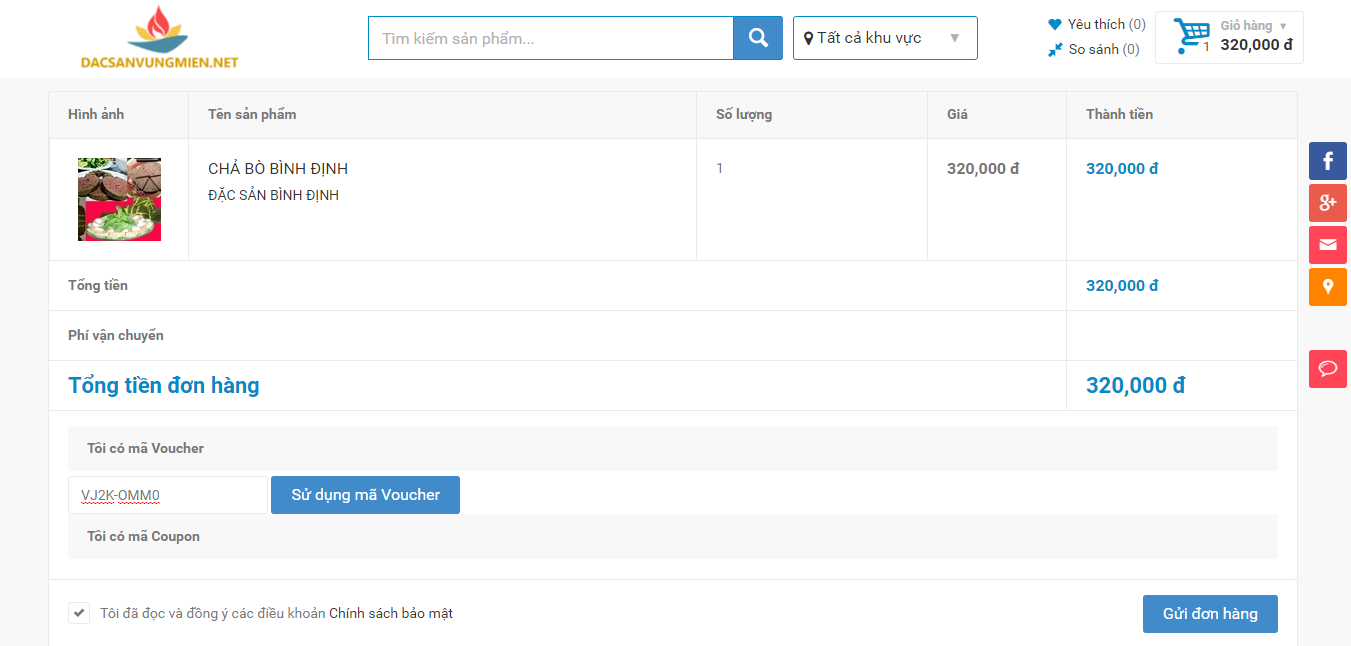 DACSANVUNGMIEN.NET
Tìm kiếm sản phẩm...
Tất cả khu vực ▼
Yêu thích (0)
So sánh (0)
1
Giỏ hàng ▼
320,000 đ
Hình ảnh Tên sản phẩm Số lượng Giá Thành tiền
CHẢ BÒ BÌNH ĐỊNH 1 320,000 đ 320,000 đ
ĐẶC SẢN BÌNH ĐỊNH
Tổng tiền 320,000 đ
Phí vận chuyển
Tổng tiền đơn hàng 320,000 đ
Tôi có mã Voucher
VJ2K-OMM0 Sử dụng mã Voucher
Tôi có mã Coupon
Tôi đã đọc và đồng ý các điều khoản Chính sách bảo mật Gửi đơn hàng
f
g+